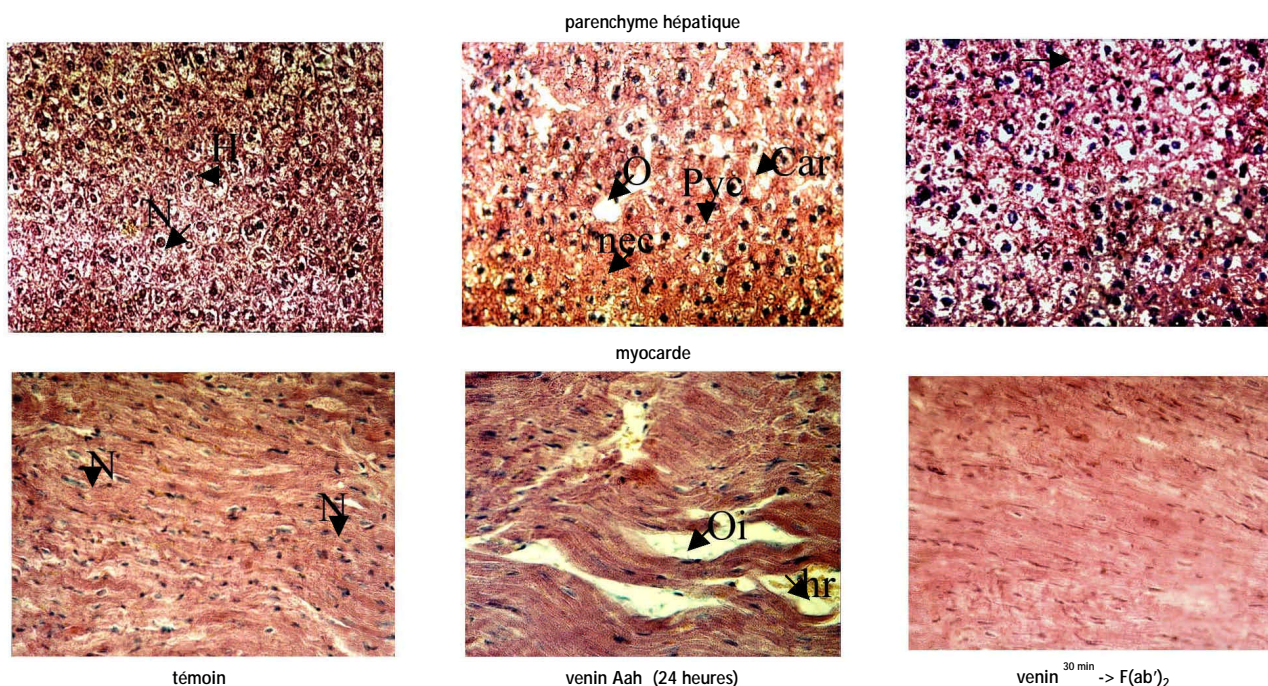 parenchyme hépatique
H
N
O
Pyc
Car
nec
myocarde
N
N
Oi
hr
témoin
venin Aah (24 heures)
venin 30 min -> F(ab')2